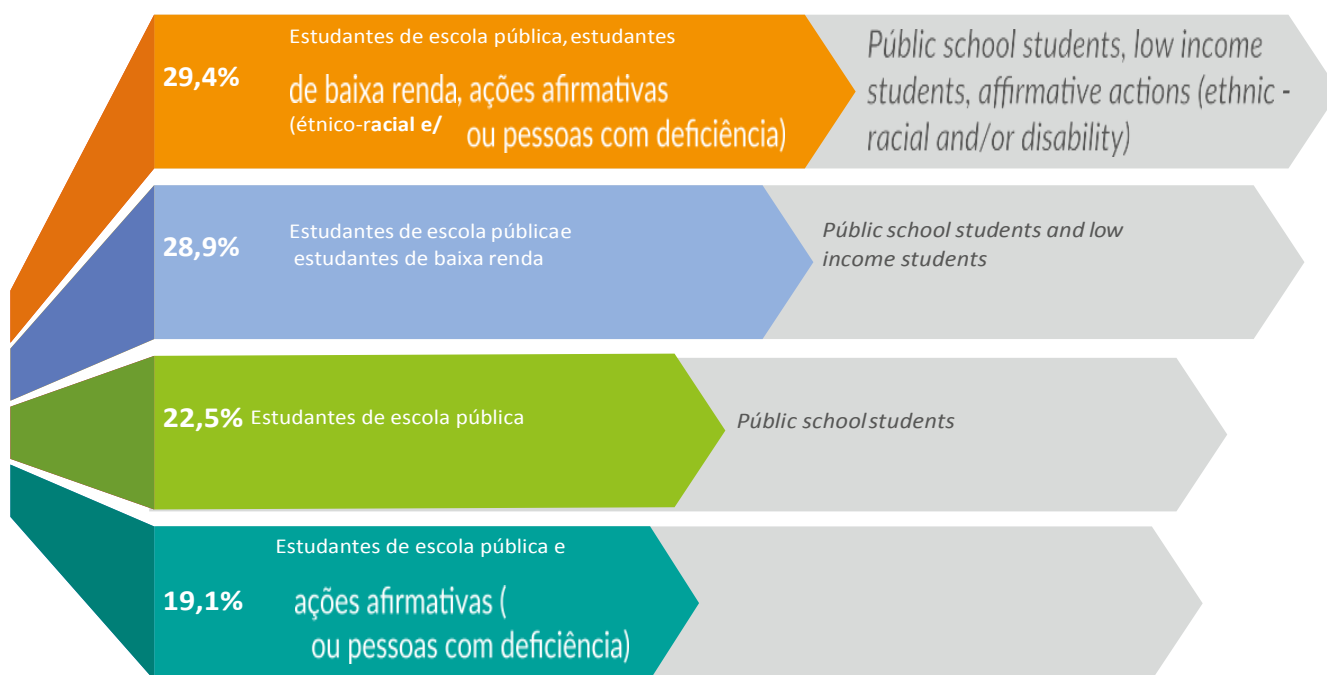 29,4%
Estudantes de escola pública, estudantes
de baixa renda, ações afirmativas
(étnico-racial e/ ou pessoas com deficiência)
Públic school students, low income
students, affirmative actions (ethnic -
racial and/or disability)
28,9%
Estudantes de escola públicae
estudantes de baixa renda
Públic school students and low
income students
22,5%
Estudantes de escola pública
Públic school students
19,1%
Estudantes de escola pública e
ações afirmativas (
ou pessoas com deficiência)